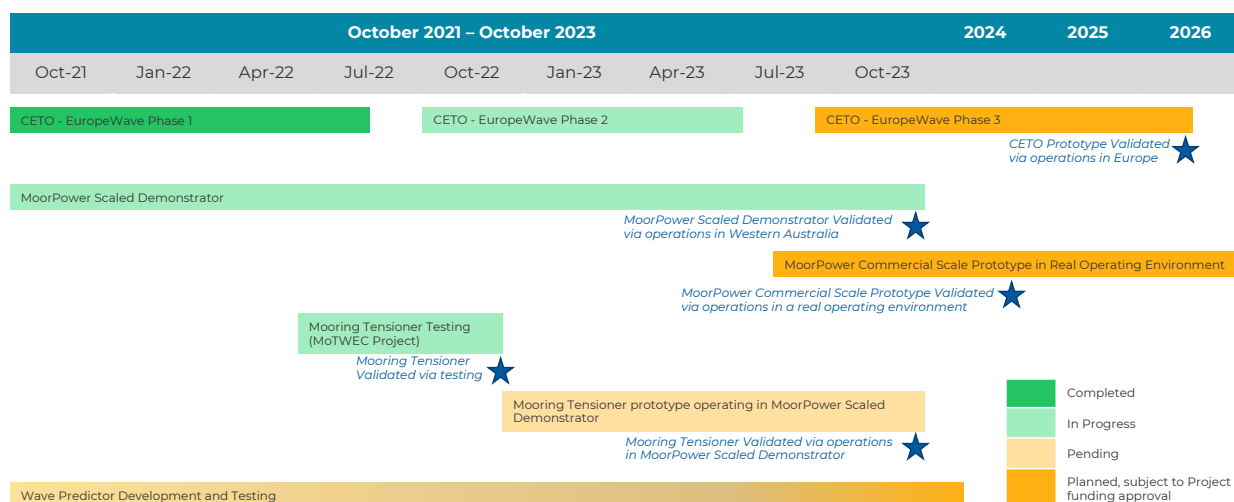 October 2021 – October 2023 2024 2025 2026
Oct-21 Jan-22 Apr-22 Jul-22 Oct-22 Jan-23 Apr-23 Jul-23 Oct-23
CETO - EuropeWave Phase 1 CETO - EuropeWave Phase 2 CETO - EuropeWave Phase 3
CETO Prototype Validated
via operations in Europe
MoorPower Scaled Demonstrator
MoorPower Scaled Demonstrator Validated
via operations in Western Australia
MoorPower Commercial Scale Prototype in Real Operating Environment
MoorPower Commercial Scale Prototype Validated
via operations in a real operating environment
Mooring Tensioner Testing
(MoTWEC Project)
Mooring Tensioner
Validated via testing
Mooring Tensioner prototype operating in MoorPower Scaled
Demonstrator
Mooring Tensioner Validated via operations
in MoorPower Scaled Demonstrator
Wave Predictor Development and Testing
Completed
In Progress
Pending
Planned, subject to Project
funding approval